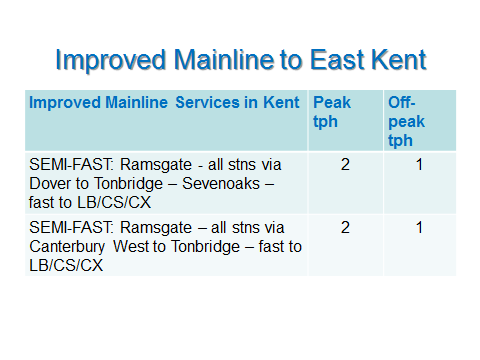 Improved Mainline to East Kent
Improved Mainline Services in Kent
Peak tph
Off-peak tph
SEMI-FAST: Ramsgate - all stns via
Dover to Tonbridge – Sevenoaks –
fast to LB/CS/CX
2
1
SEMI-FAST: Ramsgate – all stns via
Canterbury West to Tonbridge – fast to
LB/CS/CX
2
1